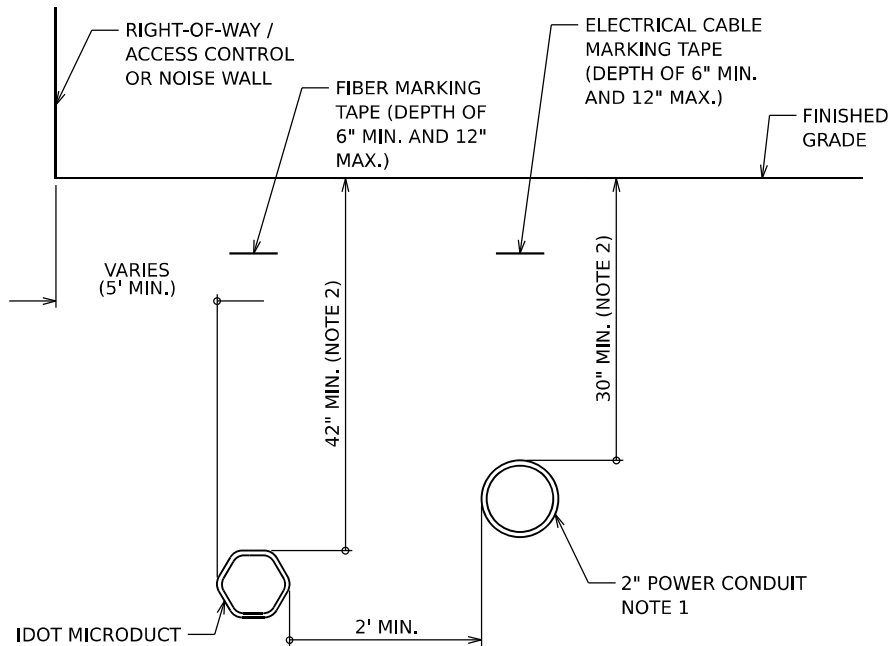 RIGHT-OF-WAY /
ACCESS CONTROL
OR NOISE WALL
FIBER MARKING
TAPE (DEPTH OF
6" MIN. AND 12"
MAX.)
ELECTRICAL CABLE
MARKING TAPE
(DEPTH OF 6" MIN.
AND 12" MAX.)
FINISHED
GRADE
VARIES
(5' MIN.)
42" MIN. (NOTE 2)
30" MIN. (NOTE 2)
2" POWER CONDUIT
NOTE 1
IDOT MICRODUCT
2' MIN.